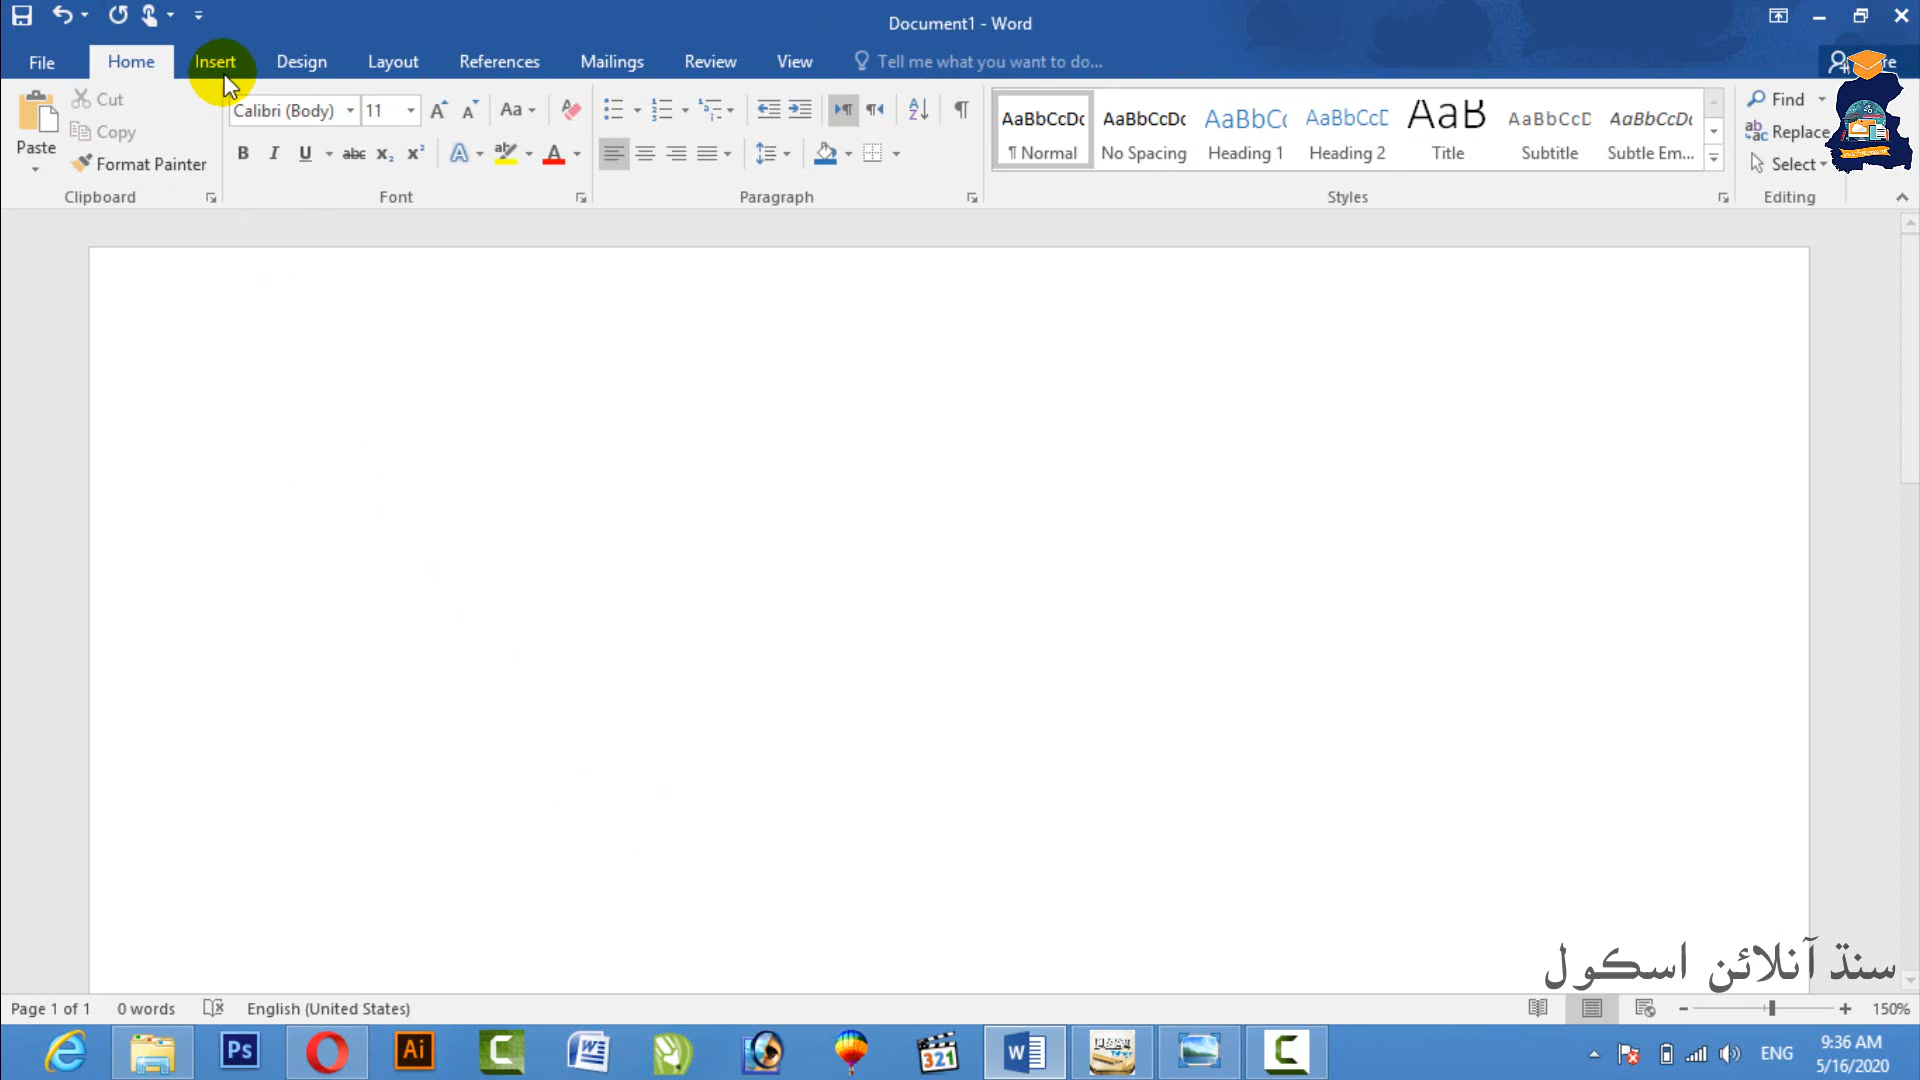 Document1 - Word
File Home Insert Design Layout References Mailings Review View Tell me what you want to do...
Paste
Cut
Copy
Format Painter
Clipboard
Calibri (Body) 11
Font
Paragraph
AaBbCcDc AaBbCcDc AaBbCc AaBbCcD AaB AaBbCcD AaBbCcDc
¶ Normal No Spacing Heading 1 Heading 2 Title Subtitle Subtle Em...
Styles
Find
Replace
Select
Editing
سنڌ آنلائن اسڪول
Page 1 of 1 0 words English (United States) 150%
Ps Ai 321 ENG
9:36 AM
5/16/2020